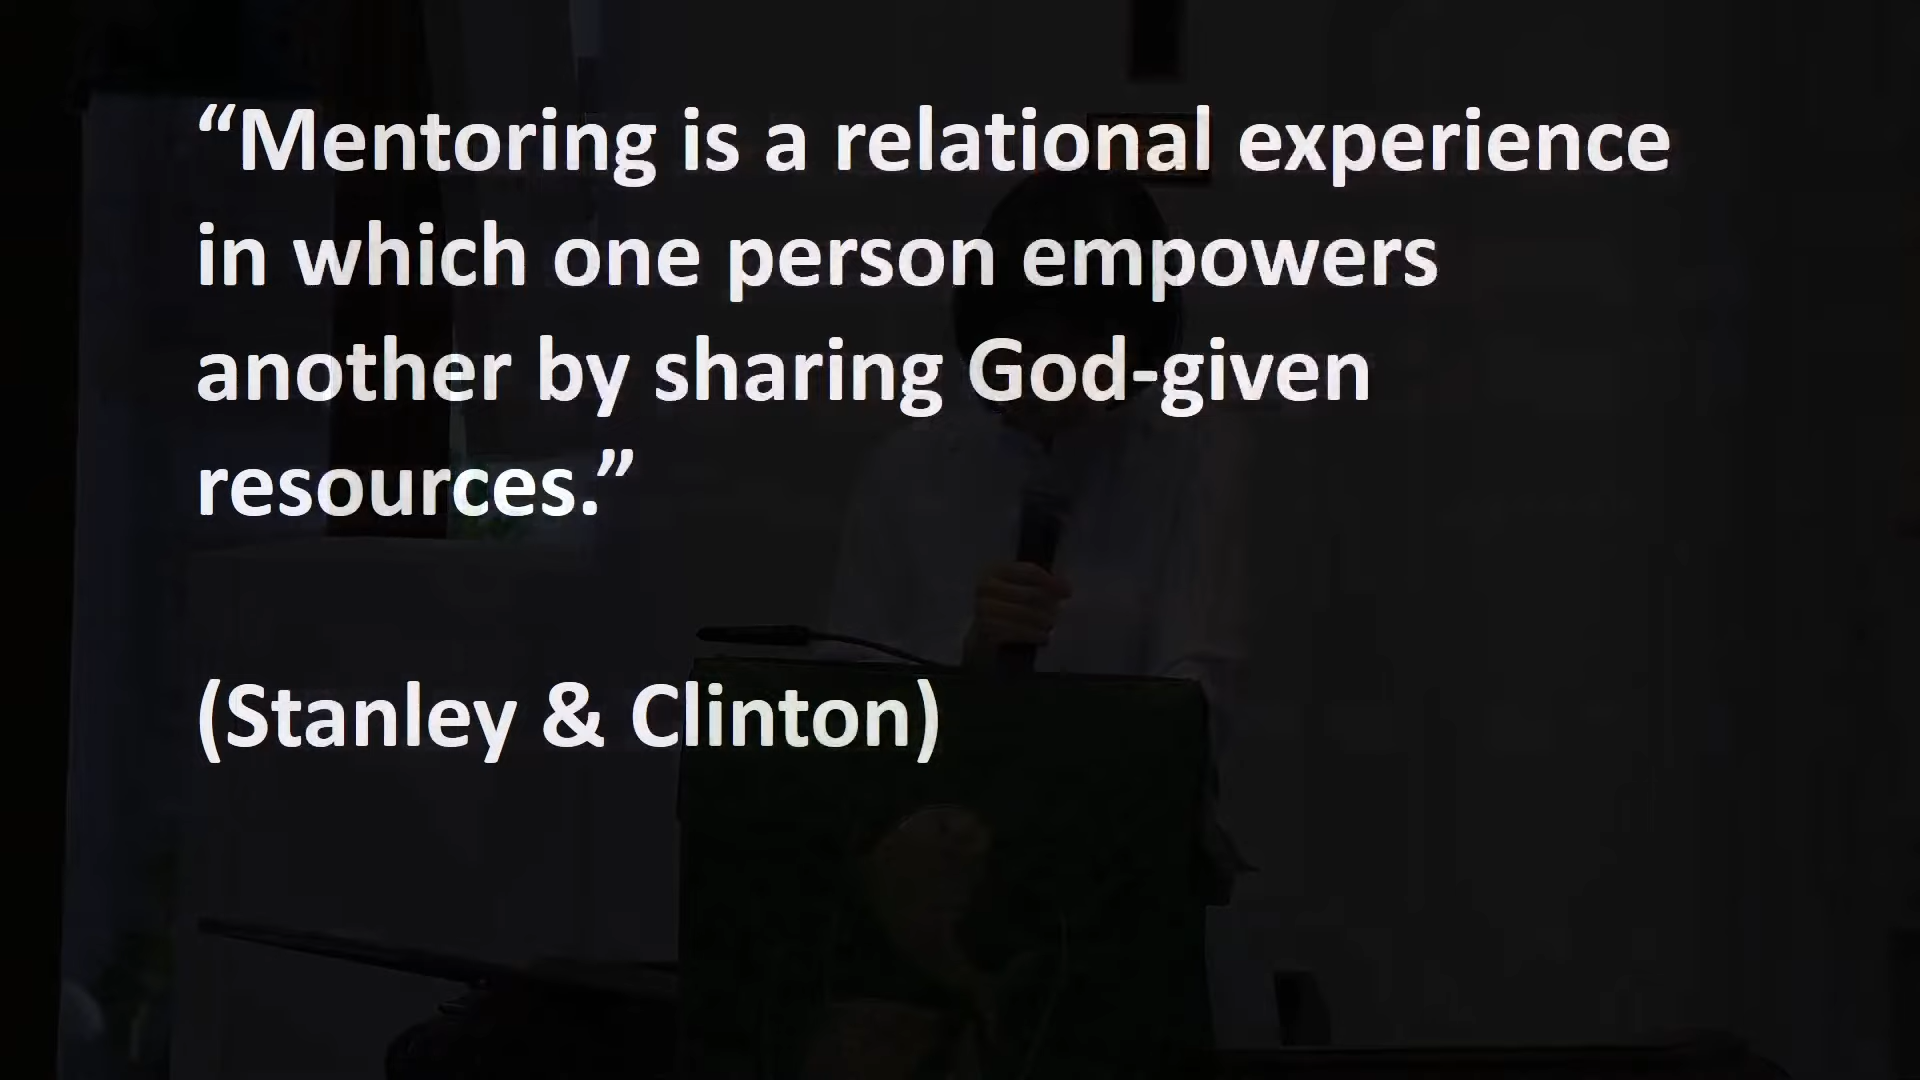 “Mentoring is a relational experience
in which one person empowers
another by sharing God-given
resources.”
(Stanley & Clinton)